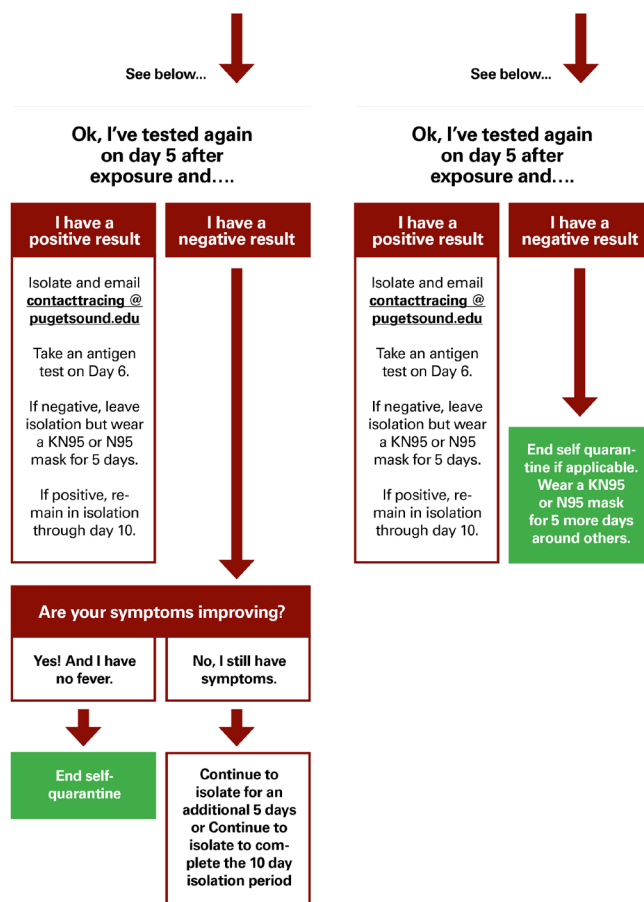 See below...
Ok, I've tested again
on day 5 after
exposure and....
I have a
positive result
I have a
negative result
Isolate and email
contacttracing @
pugetsound.edu
Take an antigen
test on Day 6.
If negative, leave
isolation but wear
a KN95 or N95
mask for 5 days.
If positive, re-
main in isolation
through day 10.
Are your symptoms improving?
Yes! And I have
no fever.
No, I still have
symptoms.
End self-
quarantine
Continue to
isolate for an
additional 5 days
or Continue to
isolate to com-
plete the 10 day
isolation period
See below...
Ok, I've tested again
on day 5 after
exposure and....
I have a
positive result
I have a
negative result
Isolate and email
contacttracing @
pugetsound.edu
Take an antigen
test on Day 6.
If negative, leave
isolation but wear
a KN95 or N95
mask for 5 days.
If positive, re-
main in isolation
through day 10.
End self quaran-
tine if applicable.
Wear a KN95
or N95 mask
for 5 more days
around others.